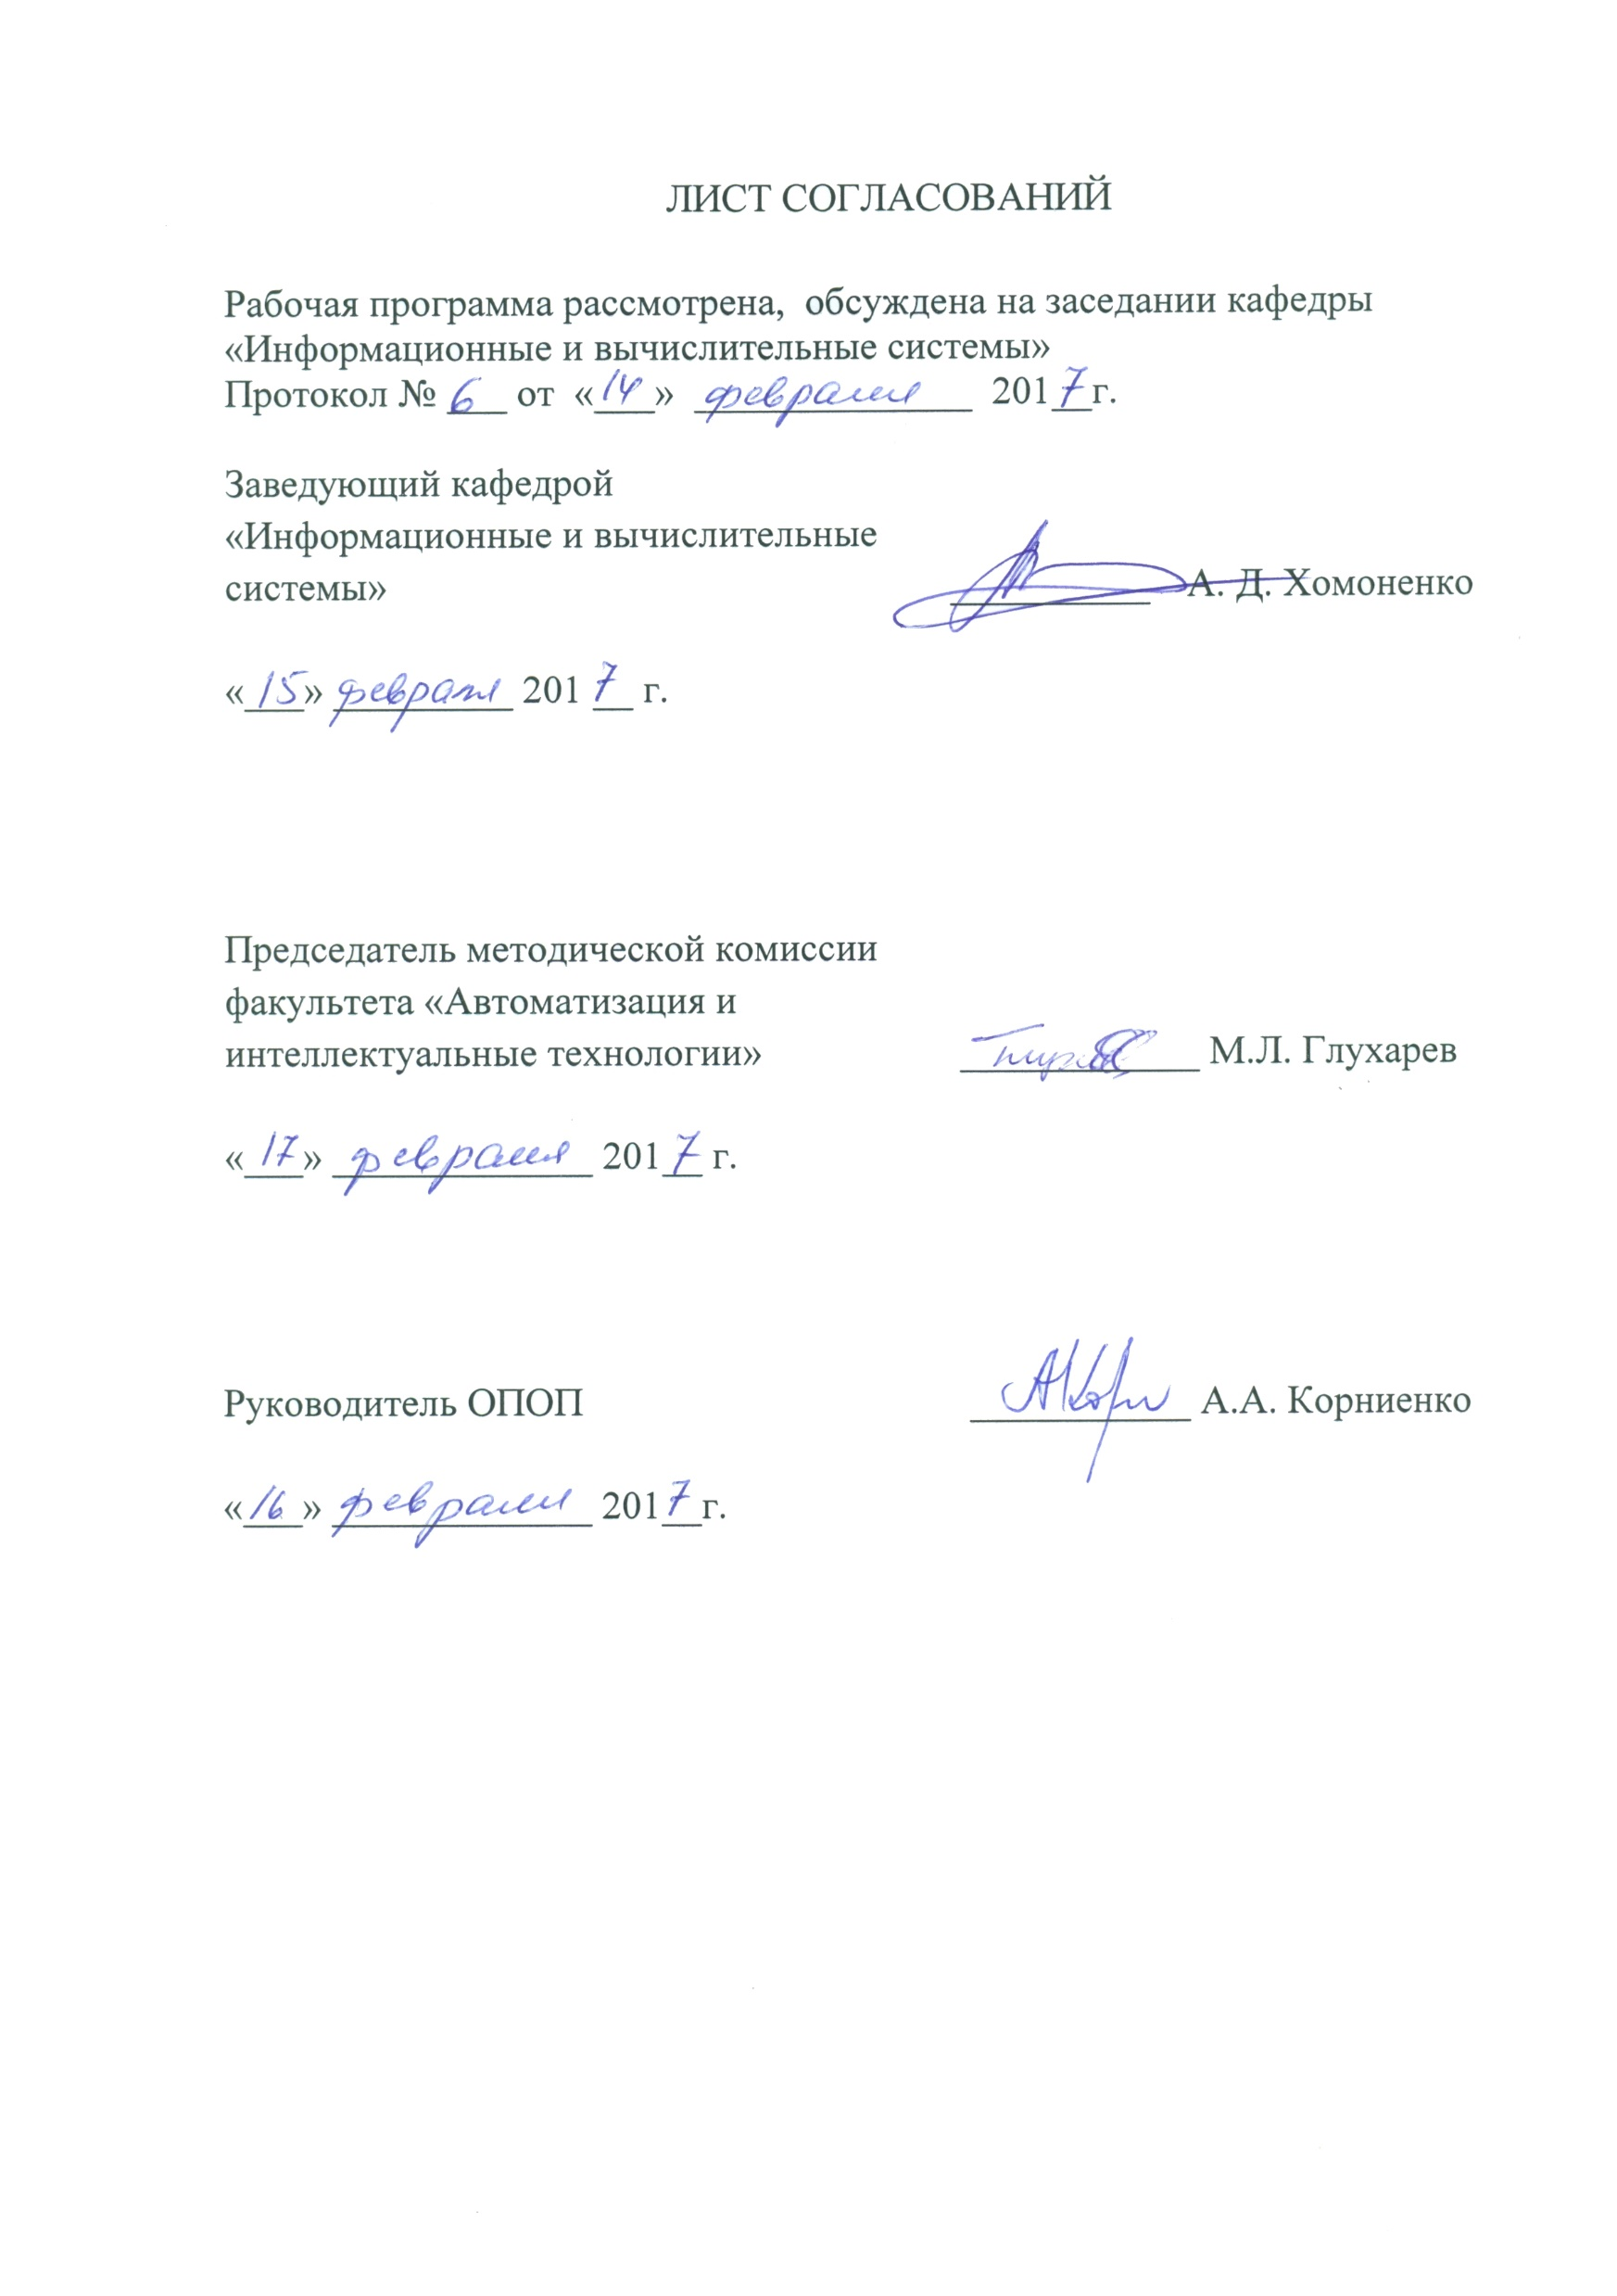 ЛИСТ СОГЛАСОВАНИЙ
Рабочая программа рассмотрена, обсуждена на заседании кафедры
«Информационные и вычислительные системы»
Протокол № 6 от «14» февраля 2017г.
Заведующий кафедрой
«Информационные и вычислительные
системы» А. Д. Хомоненко
«15» февраля 2017 г.
Председатель методической комиссии
факультета «Автоматизация и
интеллектуальные технологии» М.Л. Глухарев
«17» февраля 2017 г.
Руководитель ОПОП А.А. Корниенко
«16» февраля 2017г.